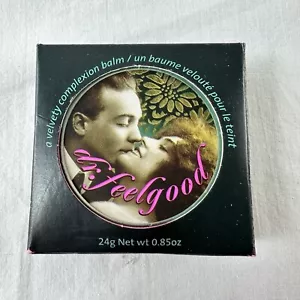 a velvety complexion balm / un baume velouté pour le teint
dr.feelgood
24g Net wt 0.85oz